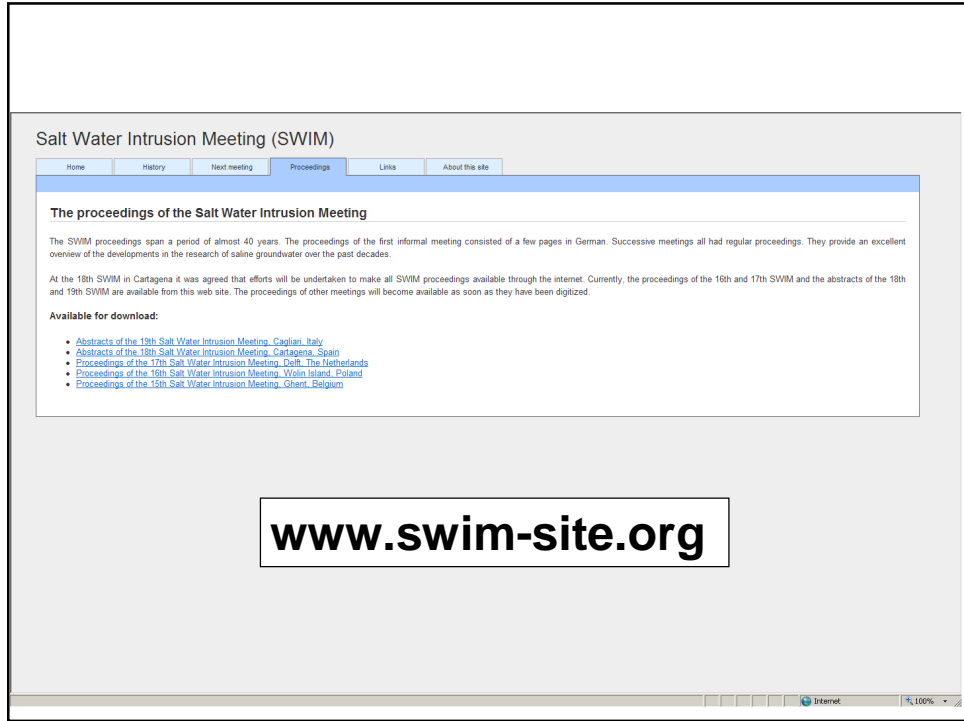 Salt Water Intrusion Meeting (SWIM)
Home History Next meeting Proceedings Links About this site
The proceedings of the Salt Water Intrusion Meeting
The SWIM proceedings span a period of almost 40 years. The proceedings of the first informal meeting consisted of a few pages in German. Successive meetings all had regular proceedings. They provide an excellent
overview of the developments in the research of saline groundwater over the past decades.
At the 18th SWIM in Cartagena it was agreed that efforts will be undertaken to make all SWIM proceedings available through the internet. Currently, the proceedings of the 16th and 17th SWIM and the abstracts of the 18th
and 19th SWIM are available from this web site. The proceedings of other meetings will become available as soon as they have been digitized.
Available for download:
• Abstracts of the 19th Salt Water Intrusion Meeting, Cagliari, Italy
• Abstracts of the 18th Salt Water Intrusion Meeting, Cartagena, Spain
• Proceedings of the 17th Salt Water Intrusion Meeting, Delft, The Netherlands
• Proceedings of the 16th Salt Water Intrusion Meeting, Wolin Island, Poland
• Proceedings of the 15th Salt Water Intrusion Meeting, Ghent, Belgium
www.swim-site.org
Internet 100%